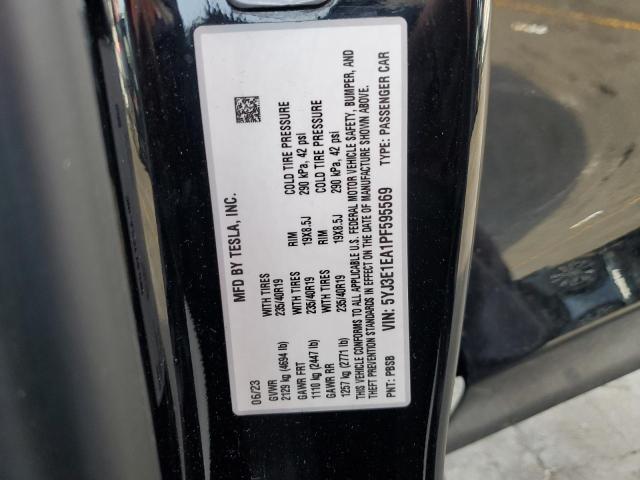 MFD BY TESLA, INC.
06/23
GVWR
2129 kg (4694 lb)
GAWR FRT WITH TIRES RIM COLD TIRE PRESSURE
1110 kg (2447 lb) 235/40R19 19X8.5J 290 kPa, 42 psi
GAWR RR WITH TIRES RIM COLD TIRE PRESSURE
1257 kg (2771 lb) 235/40R19 19X8.5J 290 kPa, 42 psi
THIS VEHICLE CONFORMS TO ALL APPLICABLE U.S. FEDERAL MOTOR VEHICLE SAFETY, BUMPER, AND
THEFT PREVENTION STANDARDS IN EFFECT ON THE DATE OF MANUFACTURE SHOWN ABOVE.
VIN: 5YJ3E1EA1PF595569 TYPE: PASSENGER CAR
PNT: PBSB